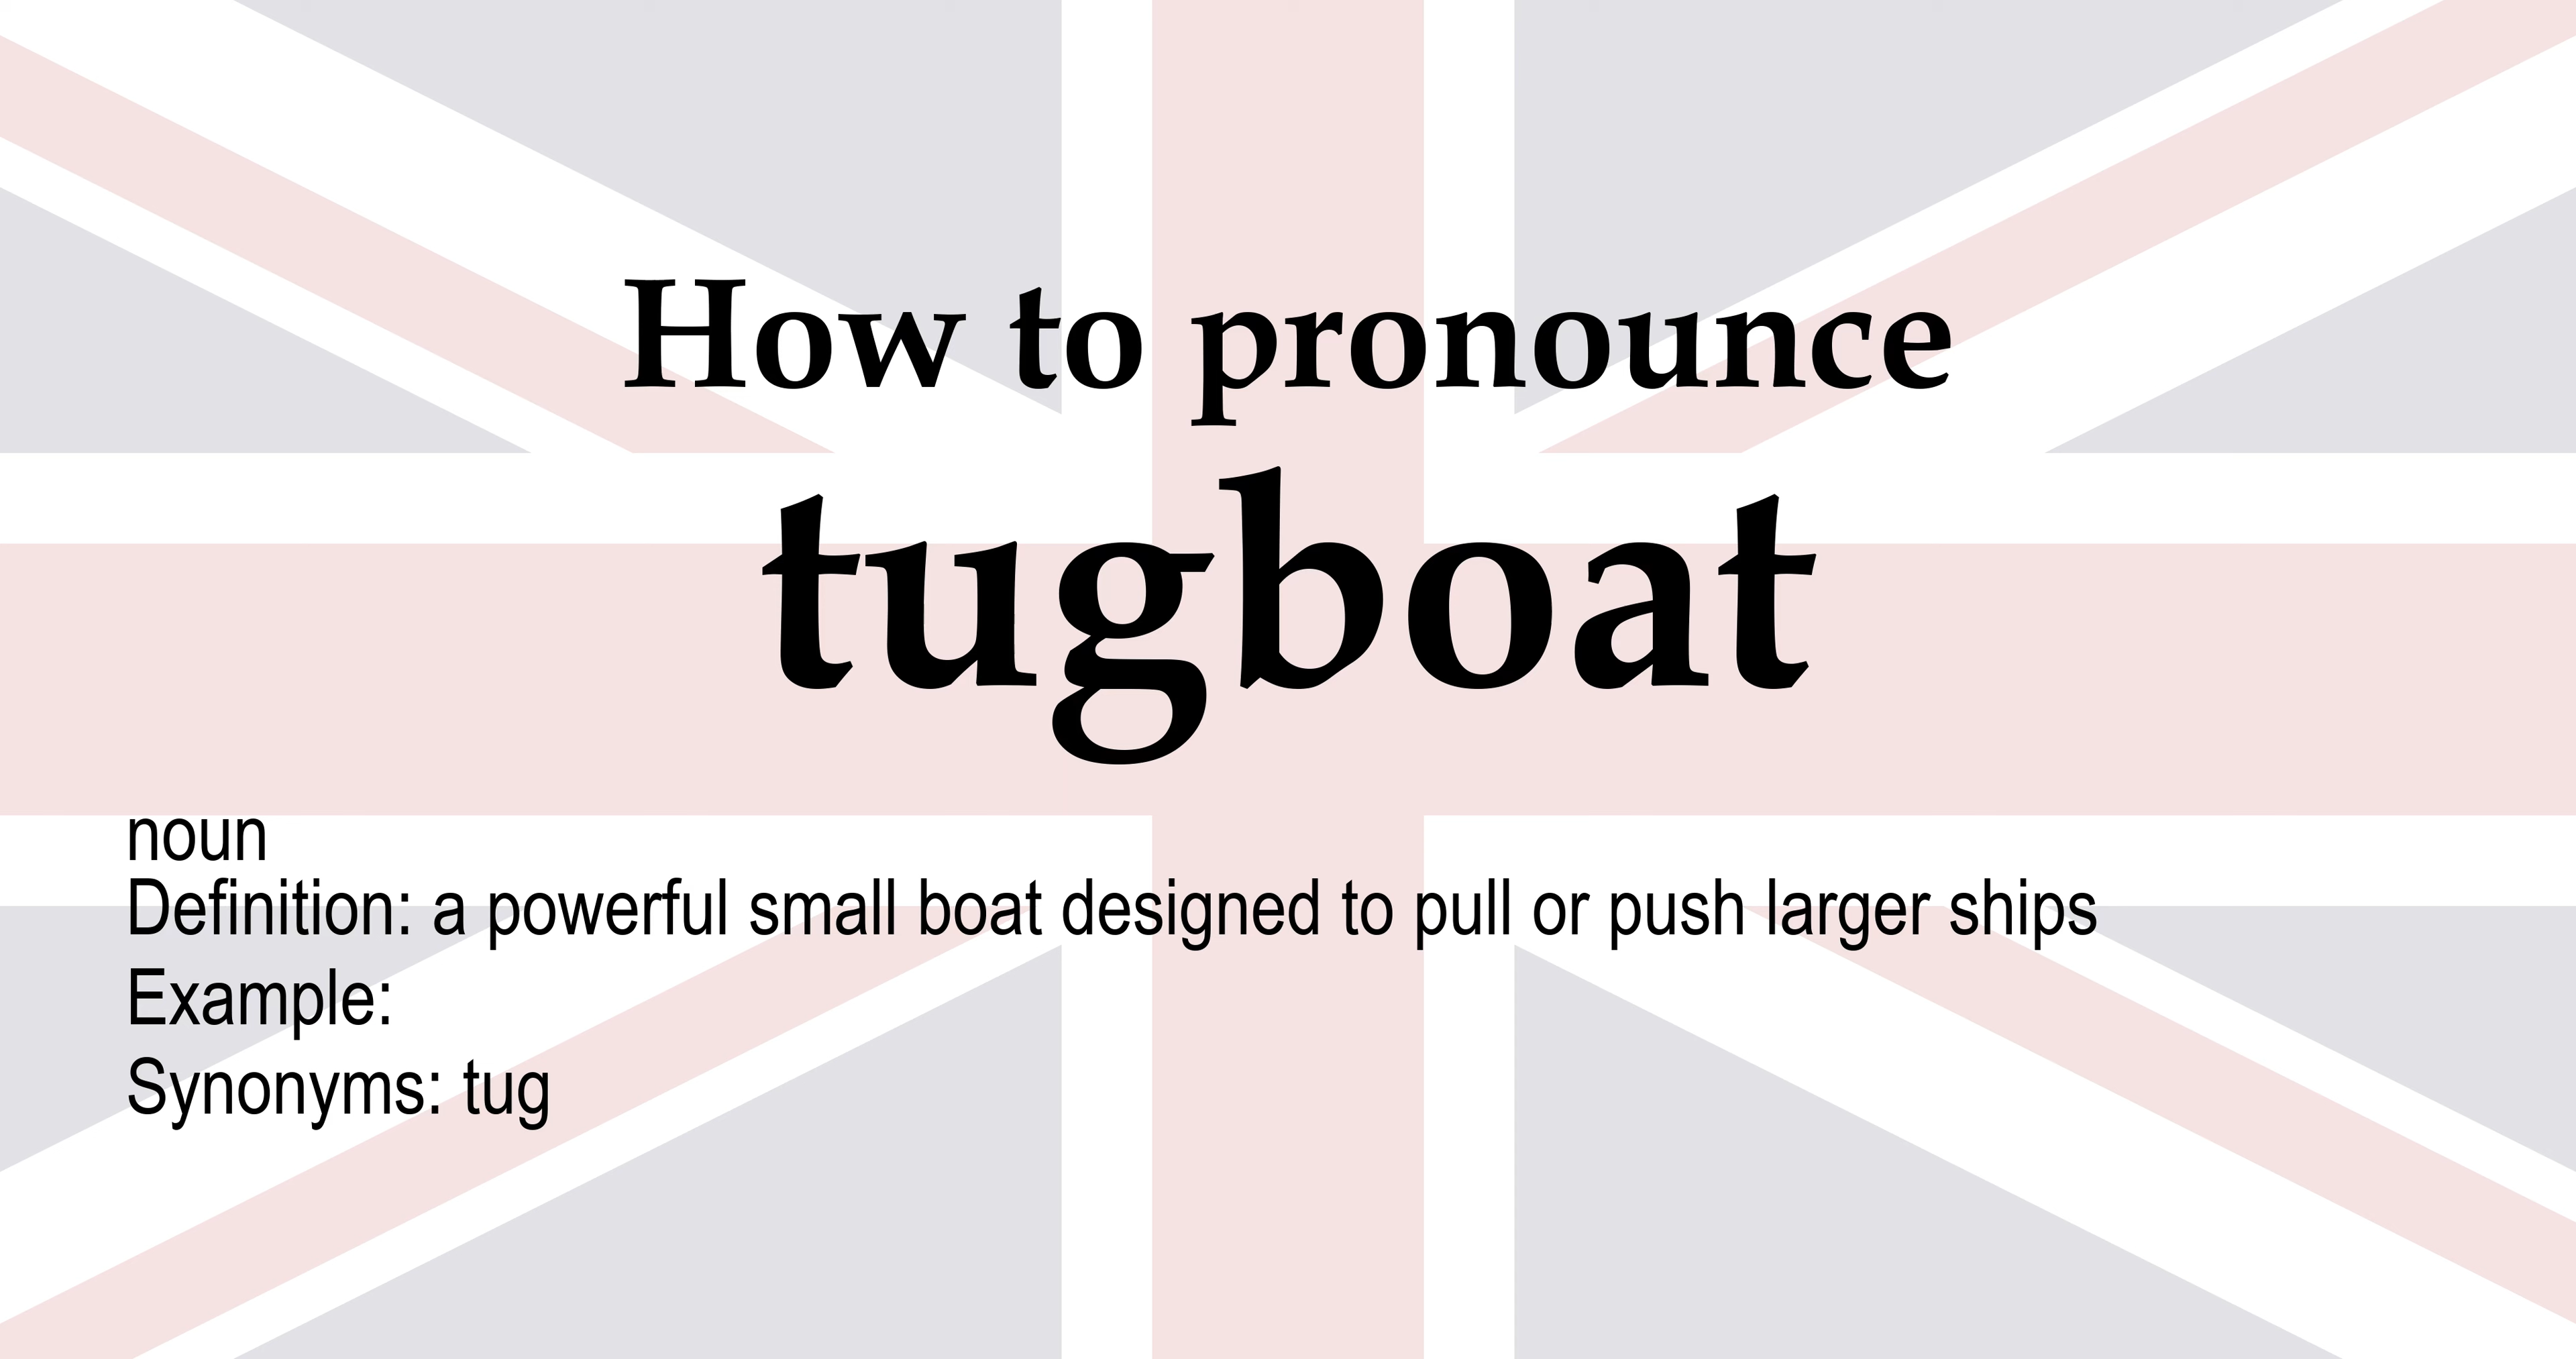 How to pronounce
tugboat
noun
Definition: a powerful small boat designed to pull or push larger ships
Example:
Synonyms: tug